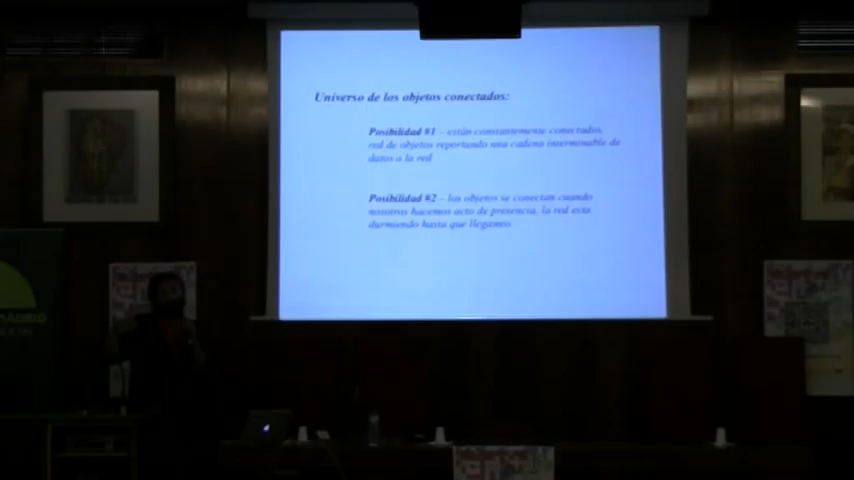 Universo de los objetos conectados:
Posibilidad #1 – están constantemente conectados,
red de objetos reportando una cadena interminable de
datos a la red
Posibilidad #2 – los objetos se conectan cuando
nosotros hacemos acto de presencia, la red esta
durmiendo hasta que llegamos